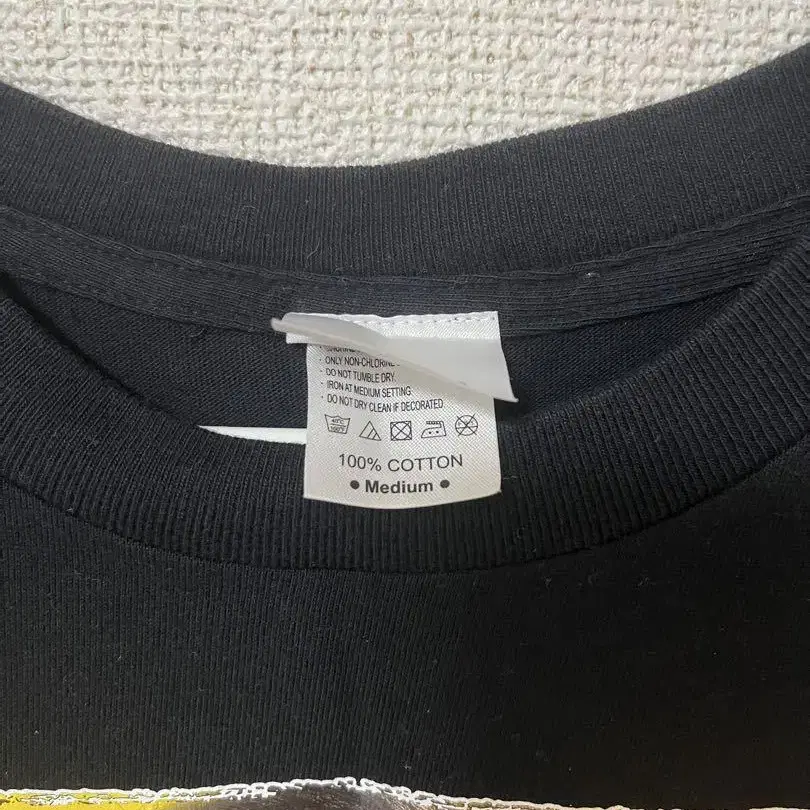 · ONLY NON-CHLORINE
· DO NOT TUMBLE DRY.
· IRON AT MEDIUM SETTING
· DO NOT DRY CLEAN IF DECORATED
40°C
100% COTTON
● Medium ●